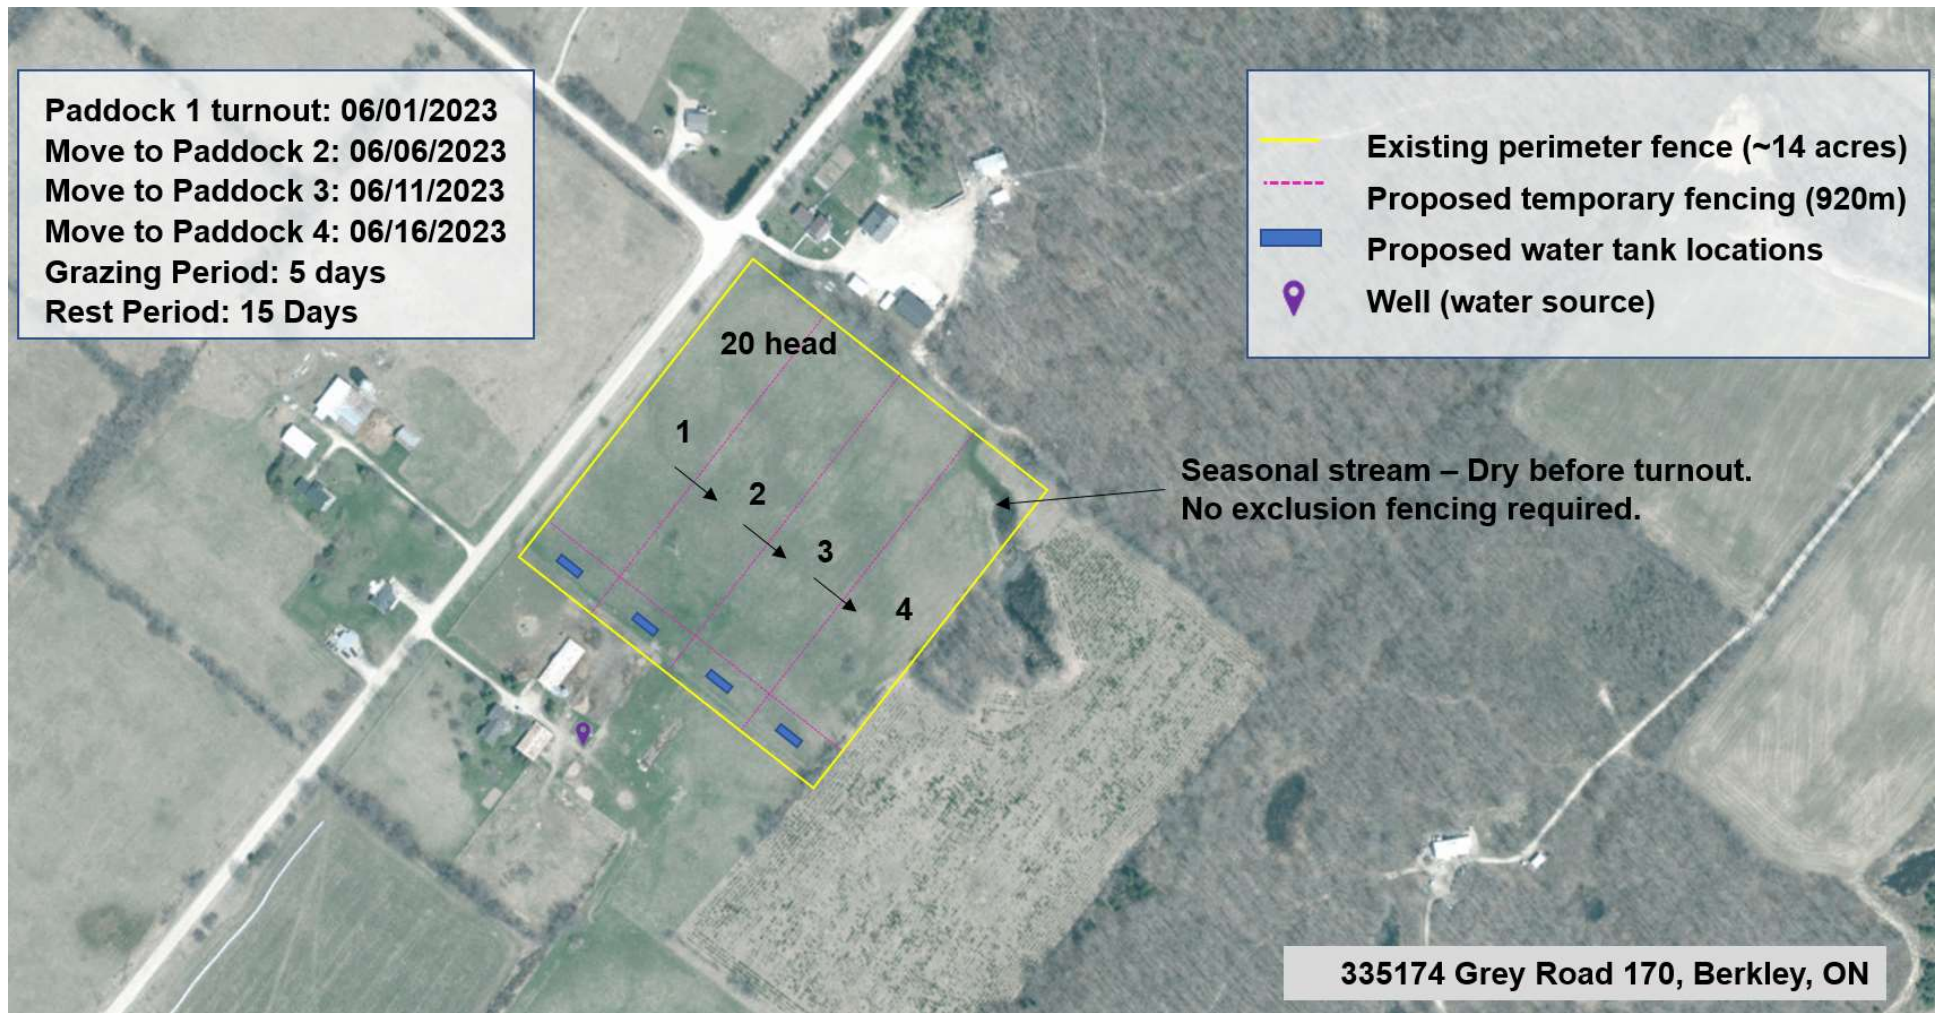 Paddock 1 turnout: 06/01/2023
Move to Paddock 2: 06/06/2023
Move to Paddock 3: 06/11/2023
Move to Paddock 4: 06/16/2023
Grazing Period: 5 days
Rest Period: 15 Days
Existing perimeter fence (~14 acres)
Proposed temporary fencing (920m)
Proposed water tank locations
Well (water source)
20 head
1
2
3
4
Seasonal stream – Dry before turnout.
No exclusion fencing required.
335174 Grey Road 170, Berkley, ON